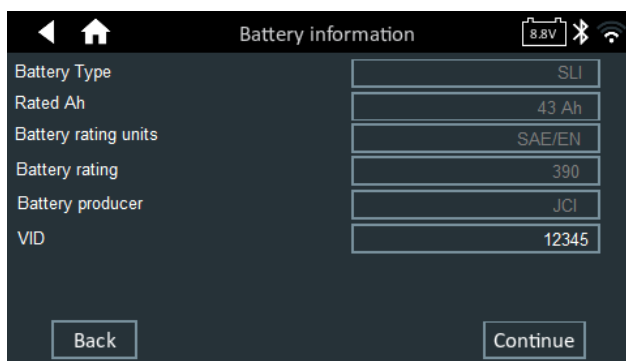 Battery information 8.8V
Battery Type SLI
Rated Ah 43 Ah
Battery rating units SAE/EN
Battery rating 390
Battery producer JCI
VID 12345
Back Continue